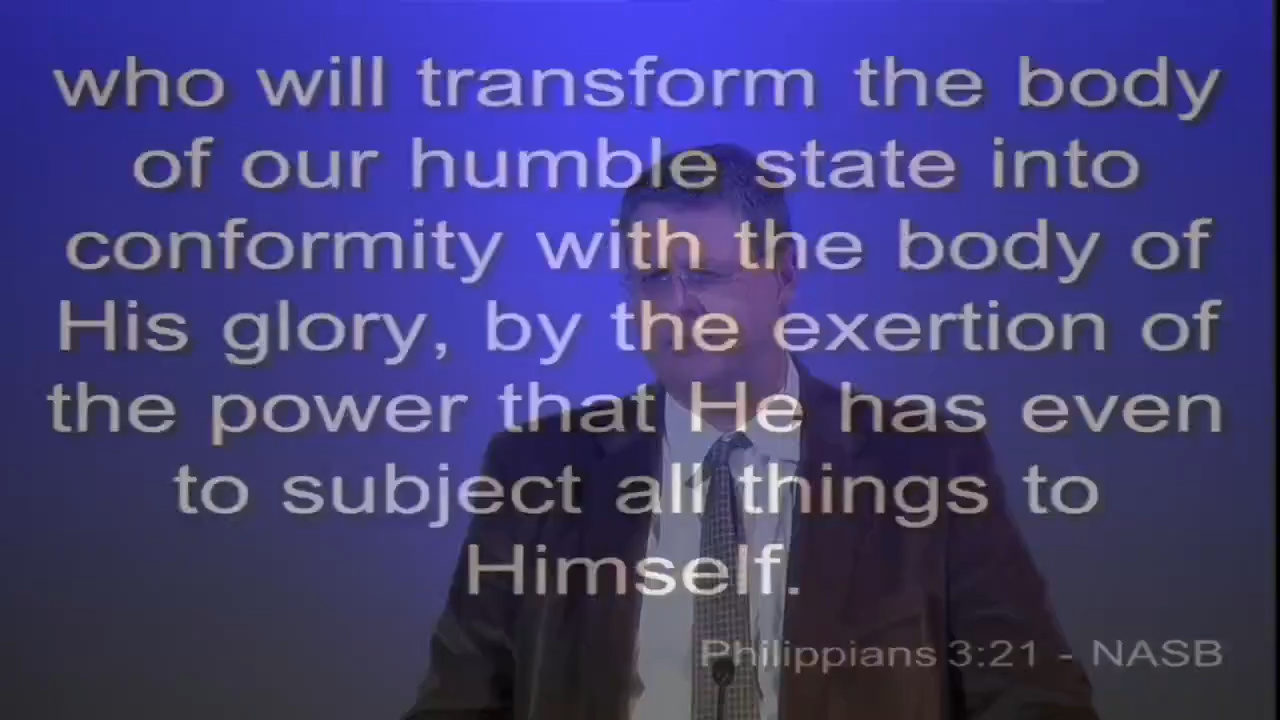 who will transform the body
of our humble state into
conformity with the body of
His glory, by the exertion of
the power that He has even
to subject all things to
Himself.
Philippians 3:21 - NASB